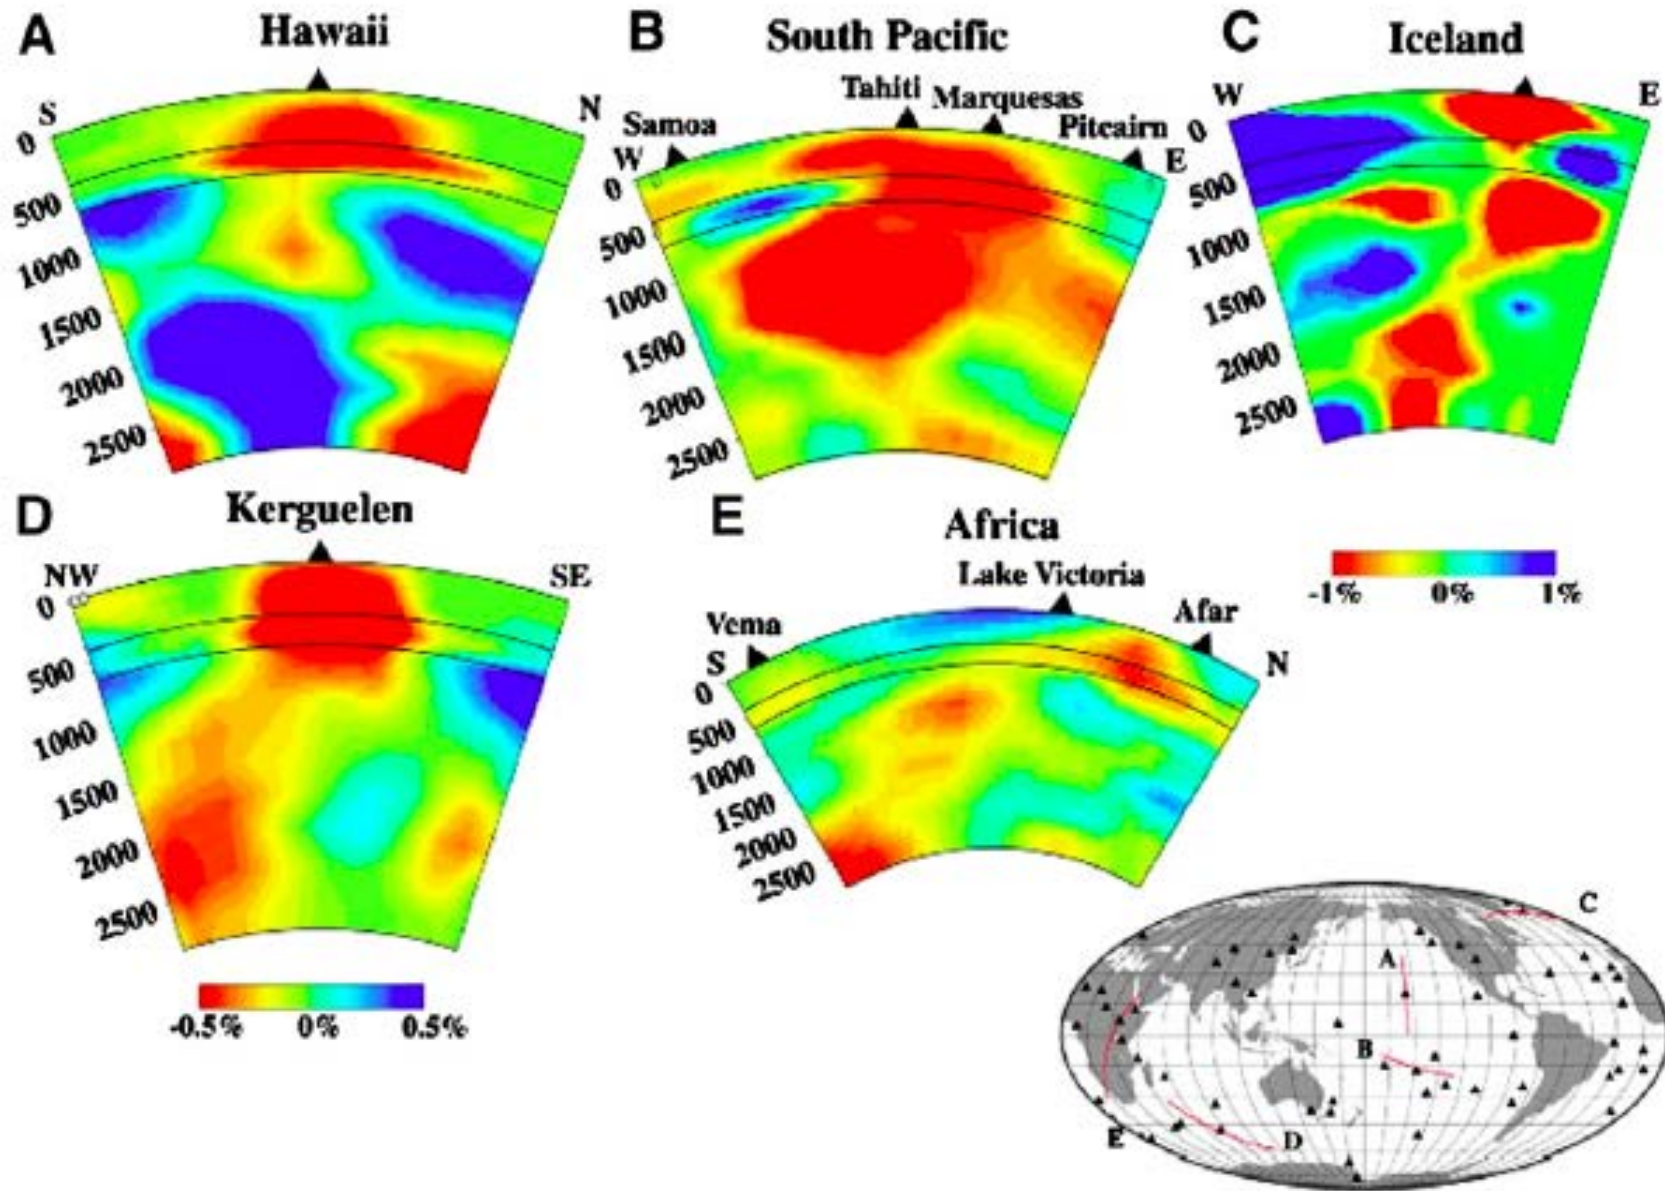 A
Hawaii
S
N
0
500
1000
1500
2000
2500
B
South Pacific
Tahiti
Marquesas
Samoa
Pitcairn
W
E
0
500
1000
1500
2000
2500
C
Iceland
W
E
0
500
1000
1500
2000
2500
D
Kerguelen
NW
SE
0
500
1000
1500
2000
2500
-0.5% 0% 0.5%
E
Africa
Lake Victoria
Vema
Afar
S
N
0
500
1000
1500
2000
2500
-1% 0% 1%
C
A
B
E
D